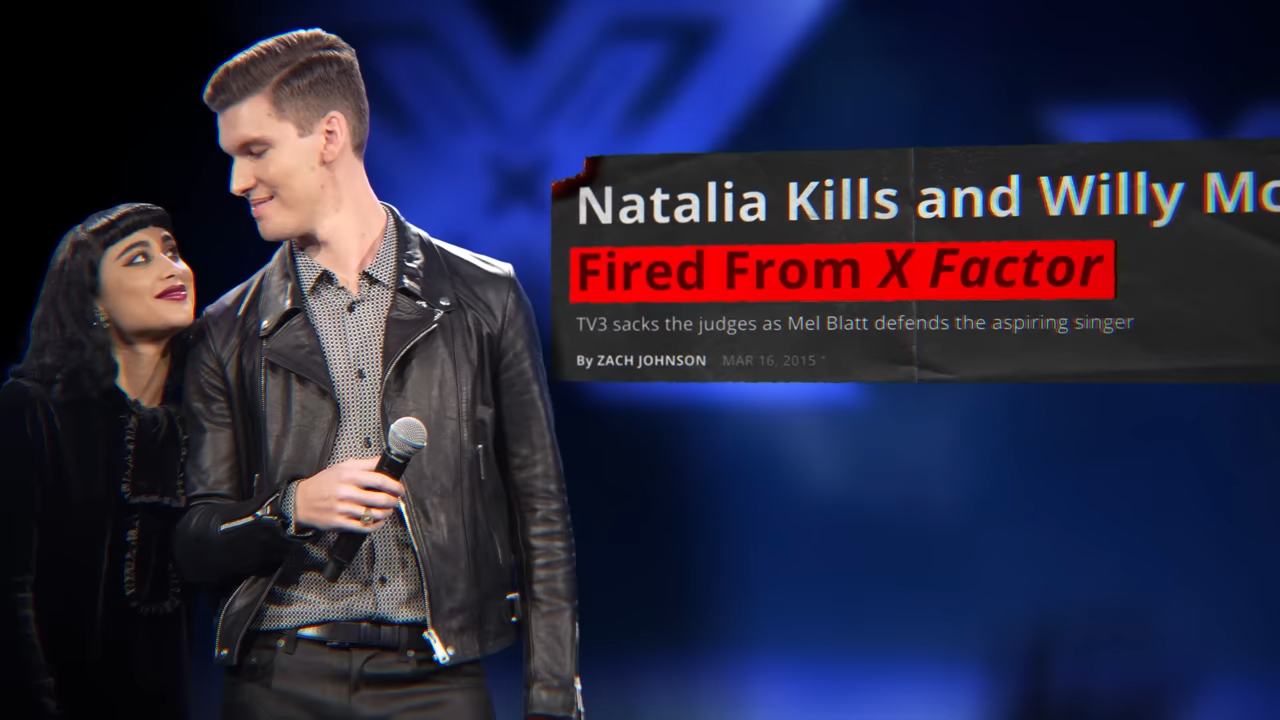 Natalia Kills and Willy Mo
Fired From X Factor
TV3 sacks the judges as Mel Blatt defends the aspiring singer
By ZACH JOHNSON MAR 16, 2015